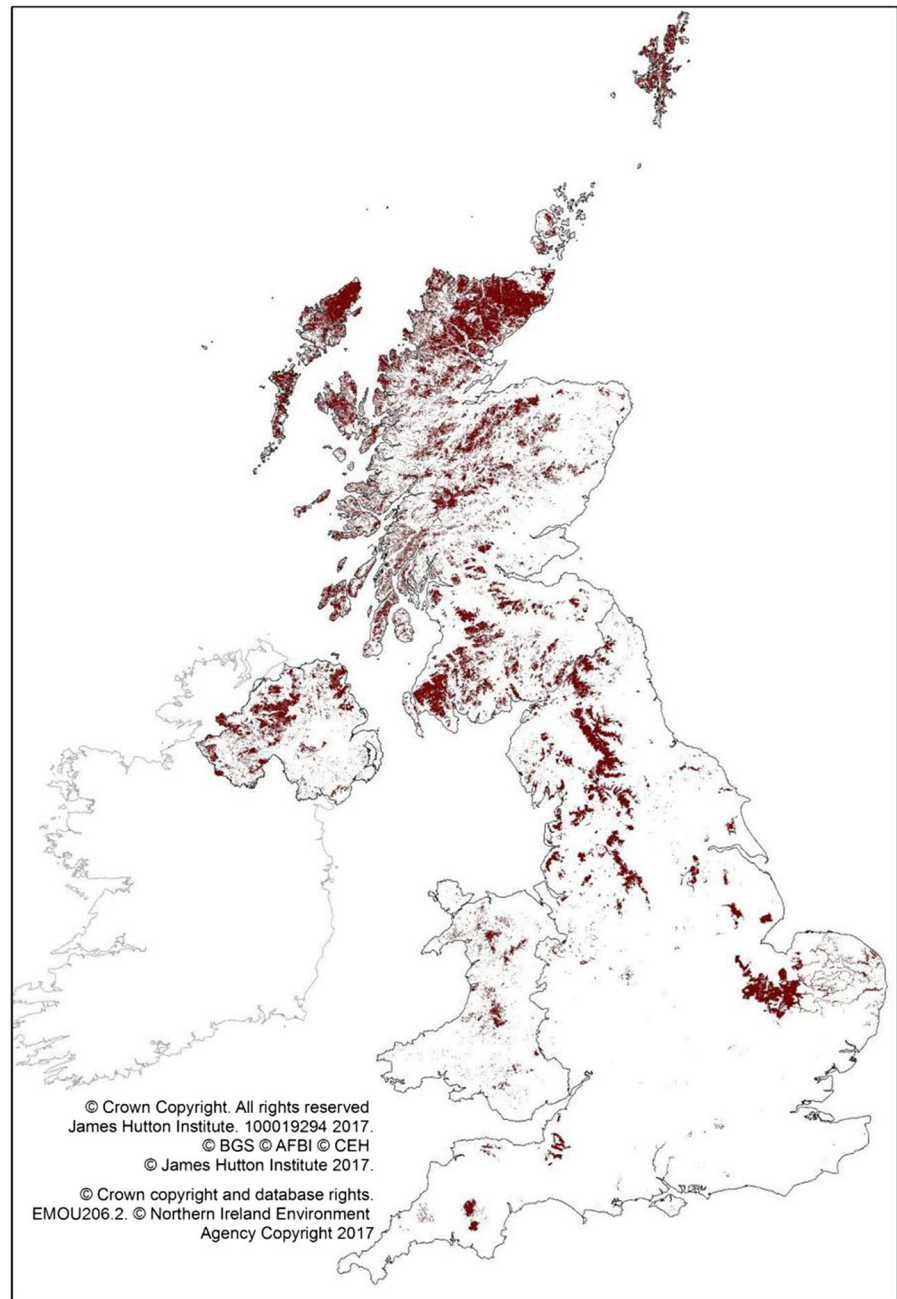 © Crown Copyright. All rights reserved
James Hutton Institute. 100019294 2017.
© BGS © AFBI © CEH
© James Hutton Institute 2017.
© Crown copyright and database rights.
EMOU206.2. © Northern Ireland Environment
Agency Copyright 2017